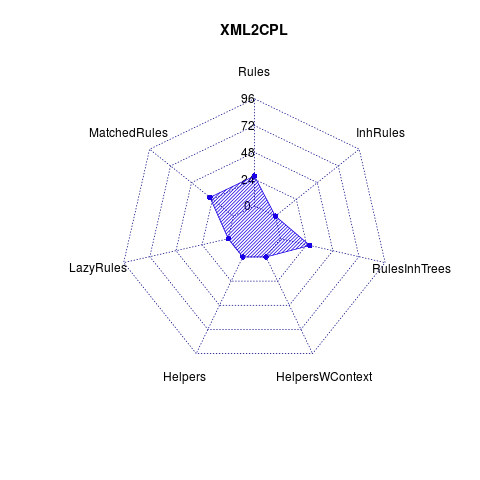 XML2CPL
Rules
96
MatchedRules
InhRules
72
48
24
0
LazyRules
RulesInhTrees
Helpers
HelpersWContext